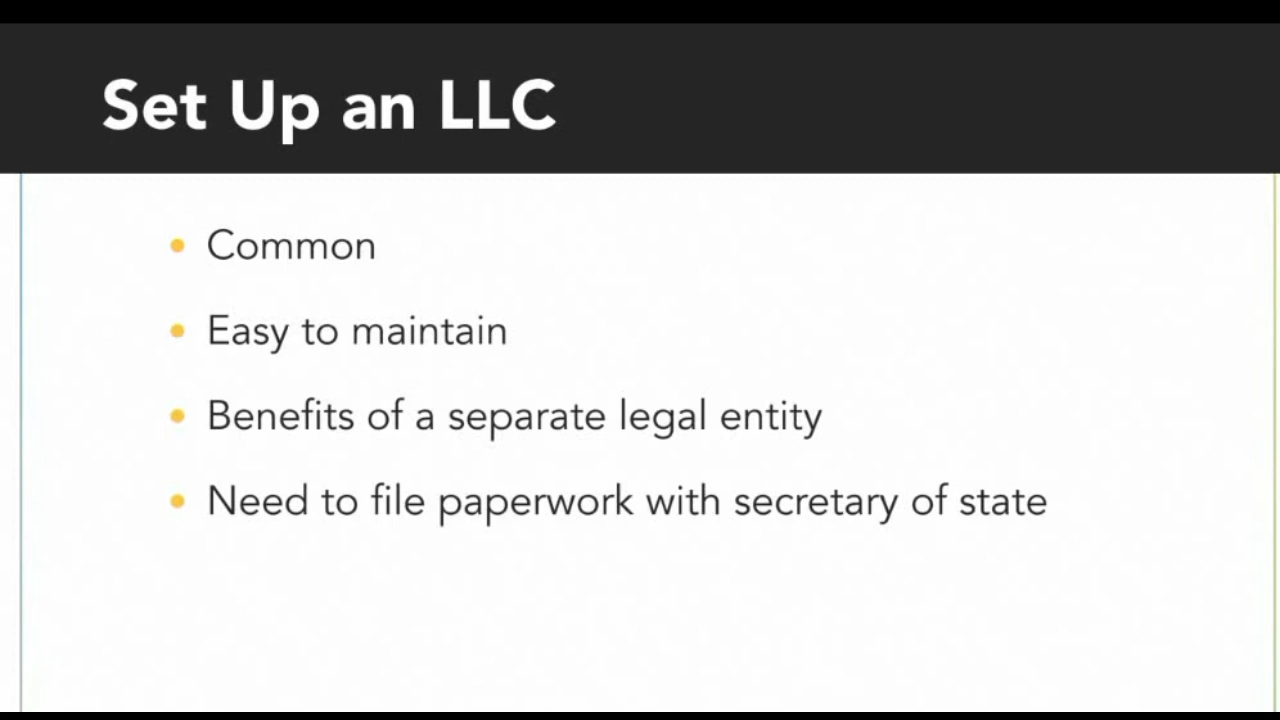 Set Up an LLC
Common
Easy to maintain
Benefits of a separate legal entity
Need to file paperwork with secretary of state